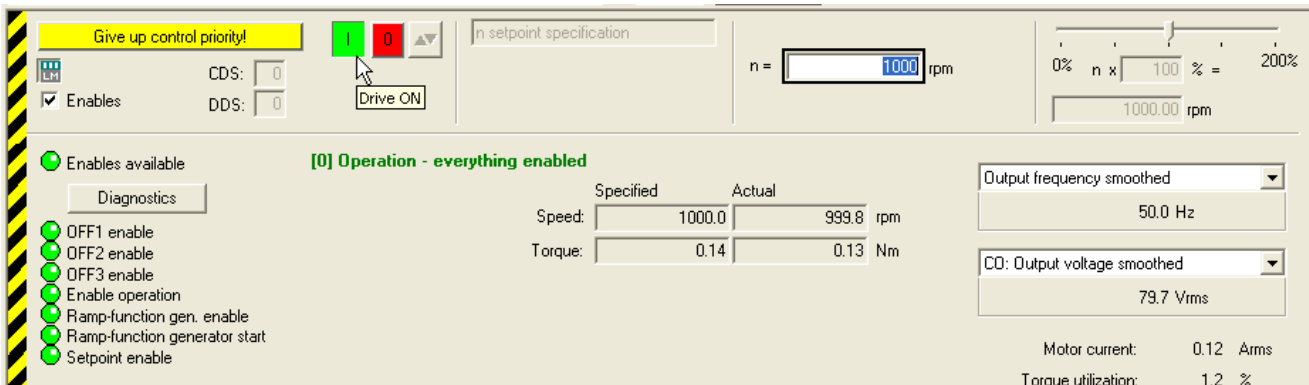 Give up control priority!
I 0
LM CDS: 0
Enables DDS: 0
Drive ON
n setpoint specification
n = 1000 rpm
0% 200%
n x 100 % =
1000.00 rpm
Enables available
Diagnostics
OFF1 enable
OFF2 enable
OFF3 enable
Enable operation
Ramp-function gen. enable
Ramp-function generator start
Setpoint enable
[0] Operation - everything enabled
Specified Actual
Speed: 1000.0 999.8 rpm
Torque: 0.14 0.13 Nm
Output frequency smoothed
50.0 Hz
CO: Output voltage smoothed
79.7 Vrms
Motor current: 0.12 Arms
Torque utilization: 1.2 %